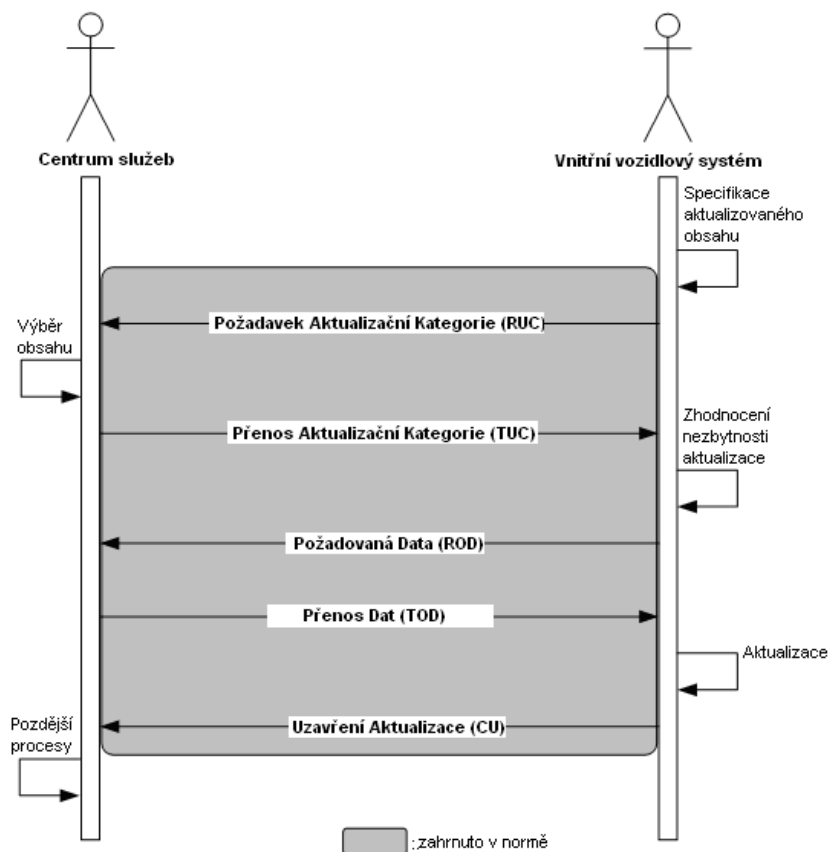 Centrum služeb
Vnitřní vozidlový systém
Specifikace
aktualizovaného
obsahu
Požadavek Aktualizační Kategorie (RUC)
Výběr
obsahu
Přenos Aktualizační Kategorie (TUC)
Zhodnocení
nezbytnosti
aktualizace
Požadovaná Data (ROD)
Přenos Dat (TOD)
Aktualizace
Uzavření Aktualizace (CU)
Pozdější
procesy
:zahrnuto v normě